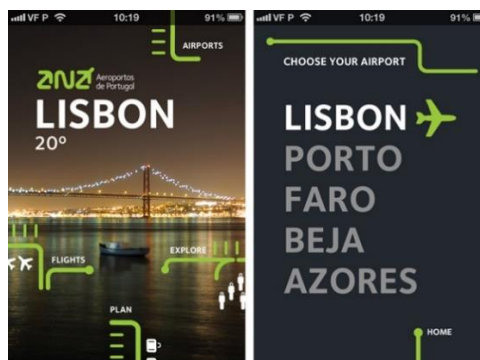 VF P 10:19 91%
AIRPORTS
ana Aeroportos
de Portugal
LISBON
20º
FLIGHTS
EXPLORE
PLAN
VF P 10:19 91%
CHOOSE YOUR AIRPORT
LISBON
PORTO
FARO
BEJA
AZORES
HOME